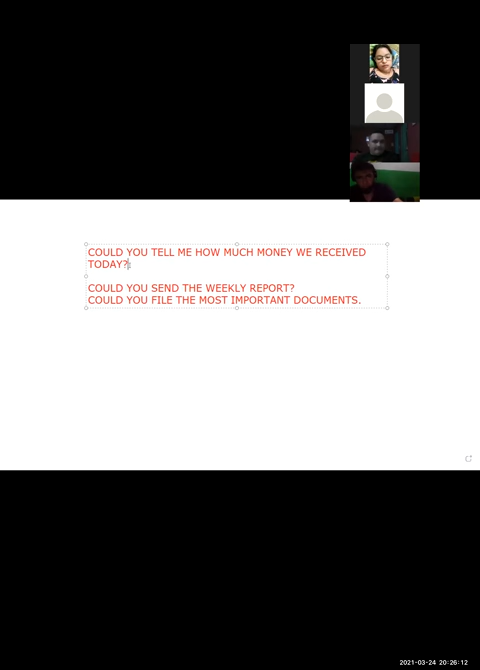 COULD YOU TELL ME HOW MUCH MONEY WE RECEIVED
TODAY?
COULD YOU SEND THE WEEKLY REPORT?
COULD YOU FILE THE MOST IMPORTANT DOCUMENTS.
2021-03-24 20:26:12